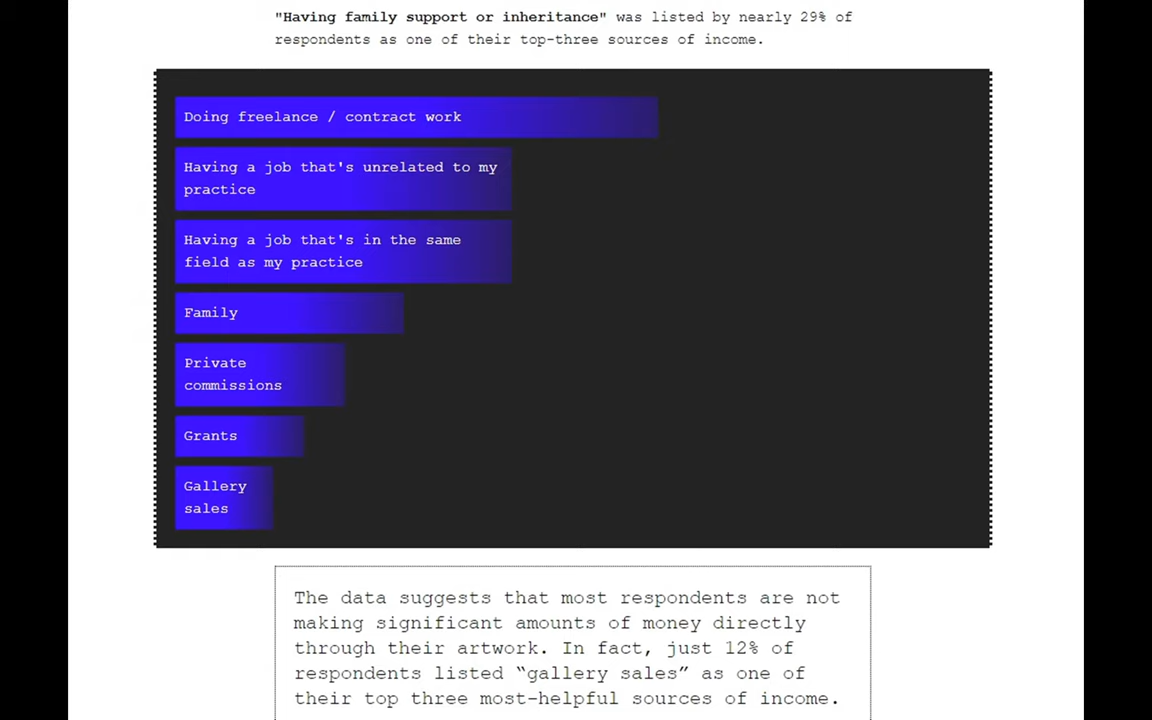 "Having family support or inheritance" was listed by nearly 29% of
respondents as one of their top-three sources of income.
Doing freelance / contract work
Having a job that's unrelated to my
practice
Having a job that's in the same
field as my practice
Family
Private
commissions
Grants
Gallery
sales
The data suggests that most respondents are not
making significant amounts of money directly
through their artwork. In fact, just 12% of
respondents listed “gallery sales” as one of
their top three most-helpful sources of income.